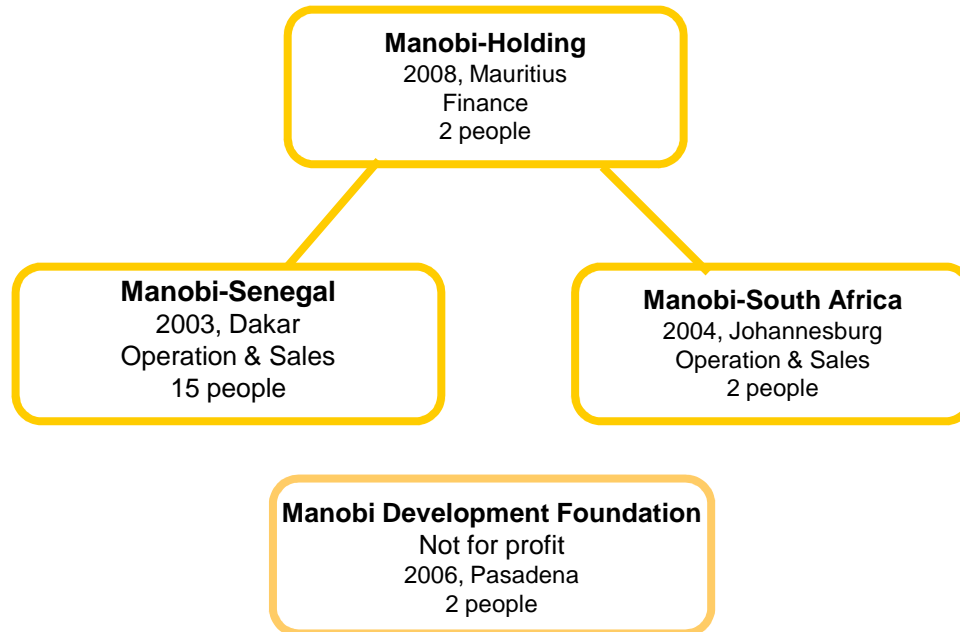 Manobi-Holding
2008, Mauritius
Finance
2 people
Manobi-Senegal
2003, Dakar
Operation & Sales
15 people
Manobi-South Africa
2004, Johannesburg
Operation & Sales
2 people
Manobi Development Foundation
Not for profit
2006, Pasadena
2 people